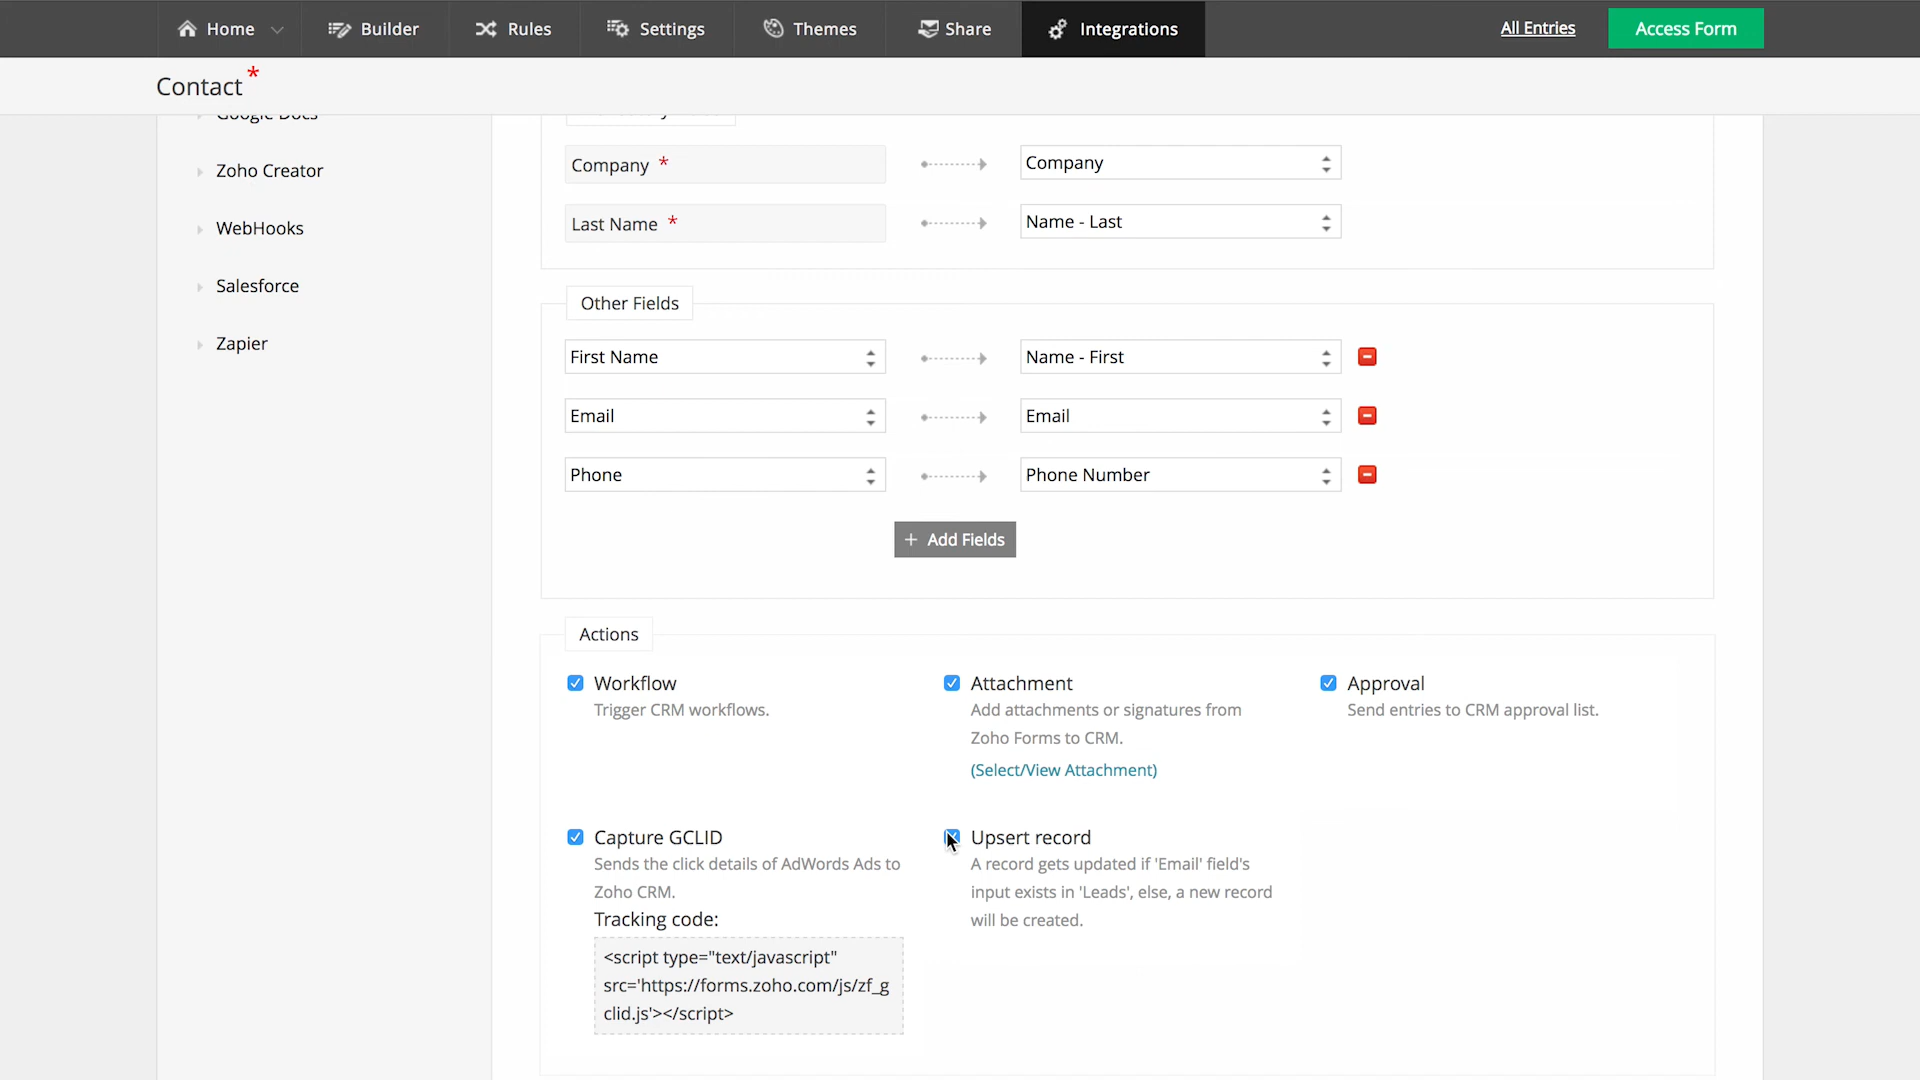 Home
Builder
Rules
Settings
Themes
Share
Integrations
All Entries
Access Form
Contact *
Google Docs
Zoho Creator
WebHooks
Salesforce
Zapier
Company *
Company
Last Name *
Name - Last
Other Fields
First Name
Name - First
Email
Email
Phone
Phone Number
+ Add Fields
Actions
Workflow
Trigger CRM workflows.
Attachment
Add attachments or signatures from
Zoho Forms to CRM.
(Select/View Attachment)
Approval
Send entries to CRM approval list.
Capture GCLID
Sends the click details of AdWords Ads to
Zoho CRM.
Tracking code:
<script type="text/javascript"
src='https://forms.zoho.com/js/zf_g
clid.js'></script>
Upsert record
A record gets updated if 'Email' field's
input exists in 'Leads', else, a new record
will be created.